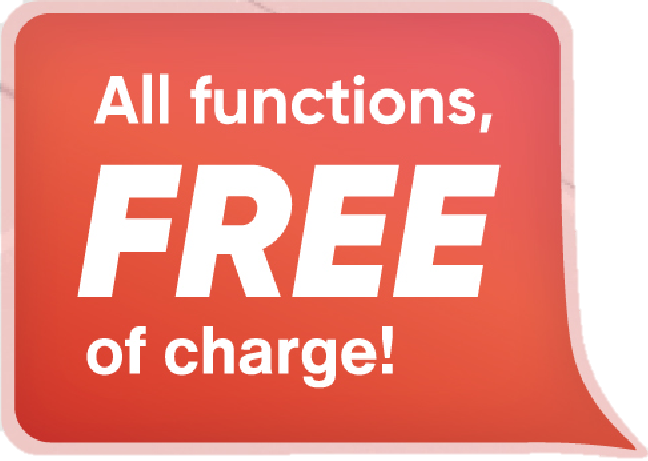 All functions,
FREE
of charge!